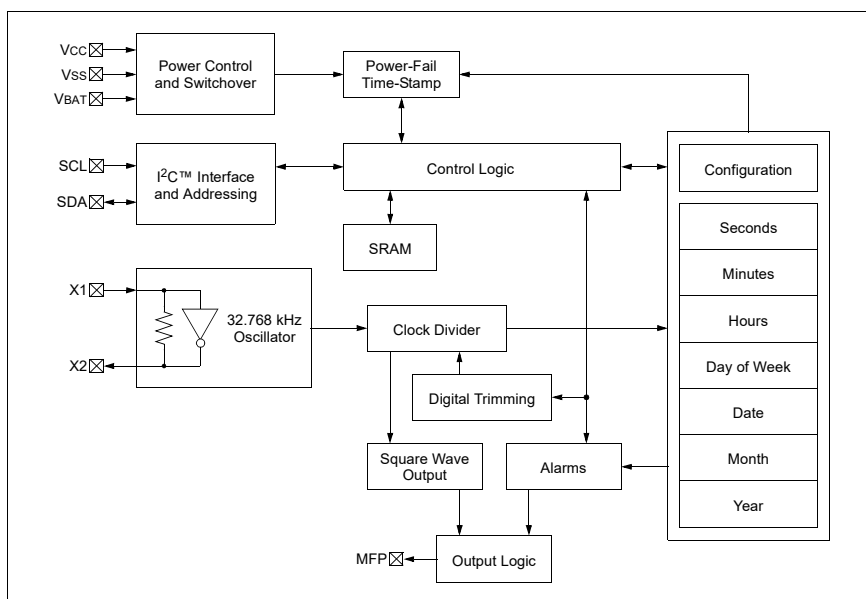 VCC
VSS
VBAT
Power Control
and Switchover
Power-Fail
Time-Stamp
SCL
SDA
I2C™ Interface
and Addressing
Control Logic
Configuration
SRAM
Seconds
Minutes
Hours
Day of Week
Date
Month
Year
X1
X2
32.768 kHz
Oscillator
Clock Divider
Digital Trimming
Square Wave
Output
Alarms
MFP
Output Logic